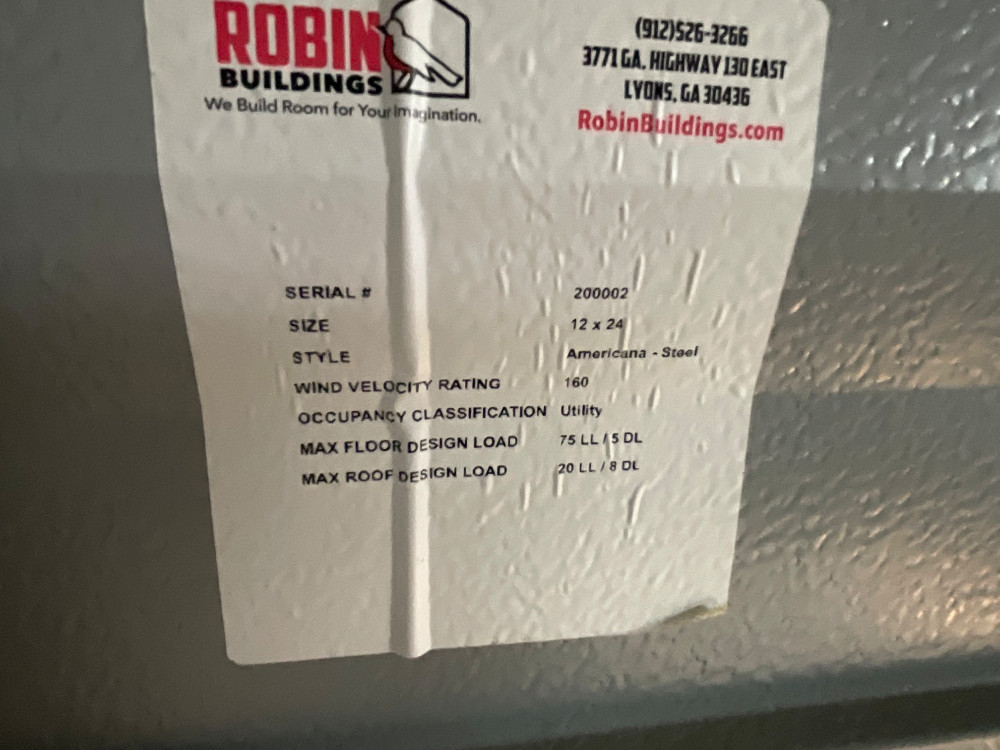 ROBIN
BUILDINGS
We Build Room for Your Imagination.
(912)526-3266
3771 GA. HIGHWAY 130 EAST
LYONS, GA 30436
RobinBuildings.com
SERIAL # 200002
SIZE 12 x 24
STYLE Americana - Steel
WIND VELOCITY RATING 160
OCCUPANCY CLASSIFICATION Utility
MAX FLOOR DESIGN LOAD 75 LL / 5 DL
MAX ROOF DESIGN LOAD 20 LL / 8 DL